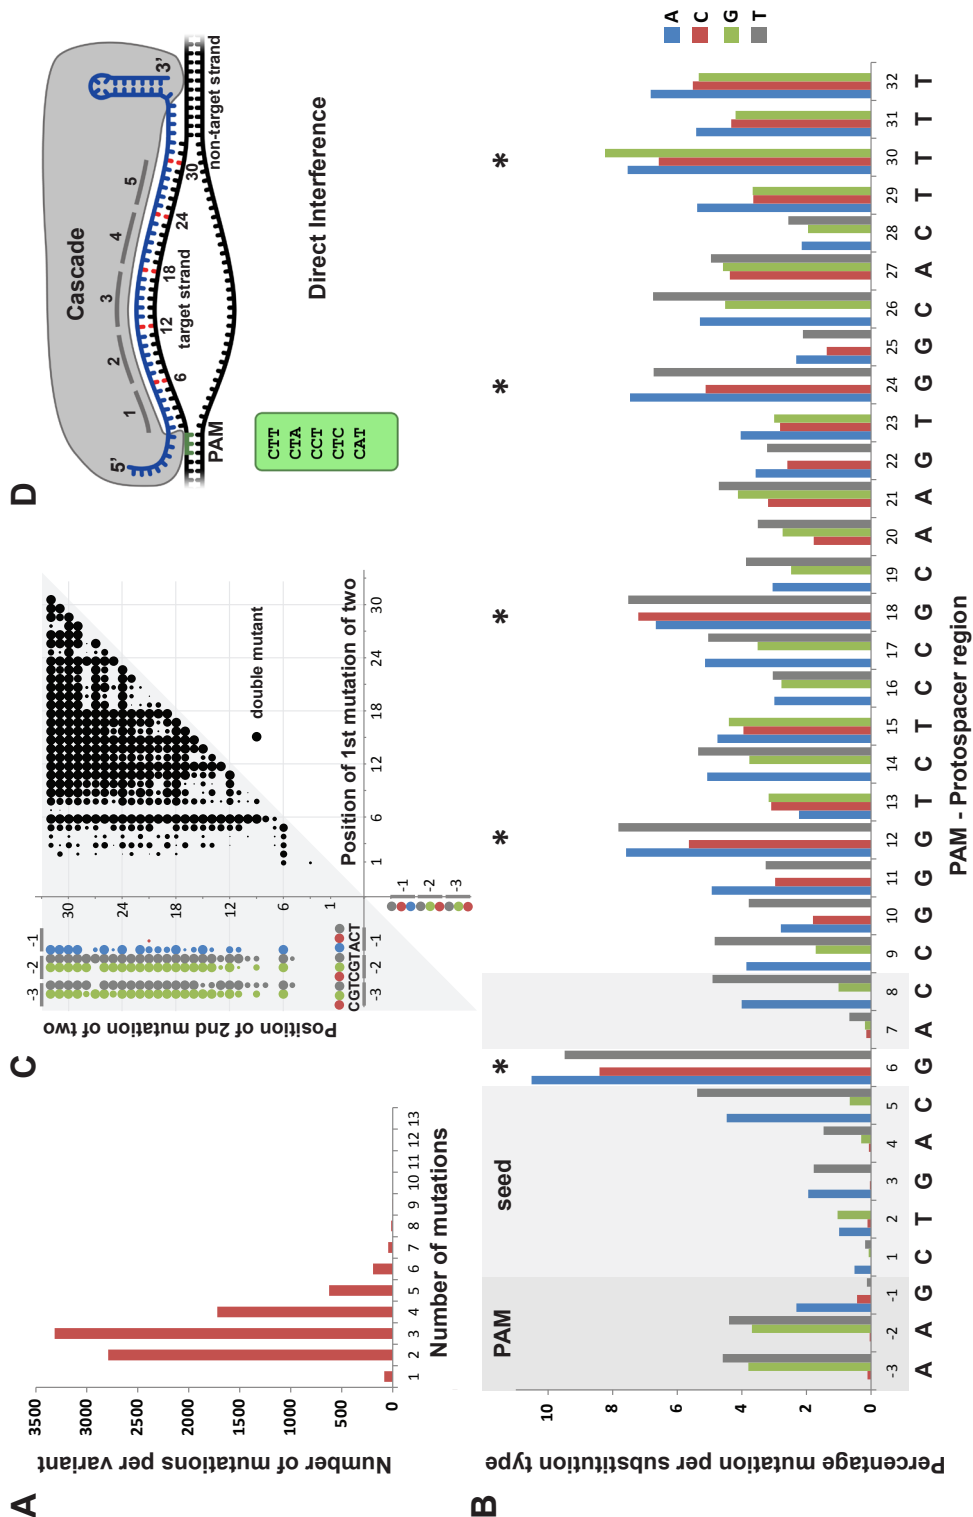 A
Number of mutations per variant
3500
3000
2500
2000
1500
1000
500
0
1 2 3 4 5 6 7 8 9 10 11 12 13
Number of mutations
C
Position of 2nd mutation of two
-3 -2 -1
30
24
18
12
6
1
CGTCGTACT
-3 -2 -1
-1
-2
-3
1 6 12 18 24 30
Position of 1st mutation of two
double mutant
D
Cascade
5'
3'
1 2 3 4 5
6 12 18 24 30
target strand
non-target strand
PAM
CTT
CTA
CCT
CTC
CAT
Direct Interference
B
Percentage mutation per substitution type
10
8
6
4
2
0
PAM
seed
* * * * * *
A
C
G
T
-3 -2 -1 1 2 3 4 5 6 7 8 9 10 11 12 13 14 15 16 17 18 19 20 21 22 23 24 25 26 27 28 29 30 31 32
A A G C T G A C G A C C G G G T C T C C G C A A G T G G C A C T T T T
PAM - Protospacer region